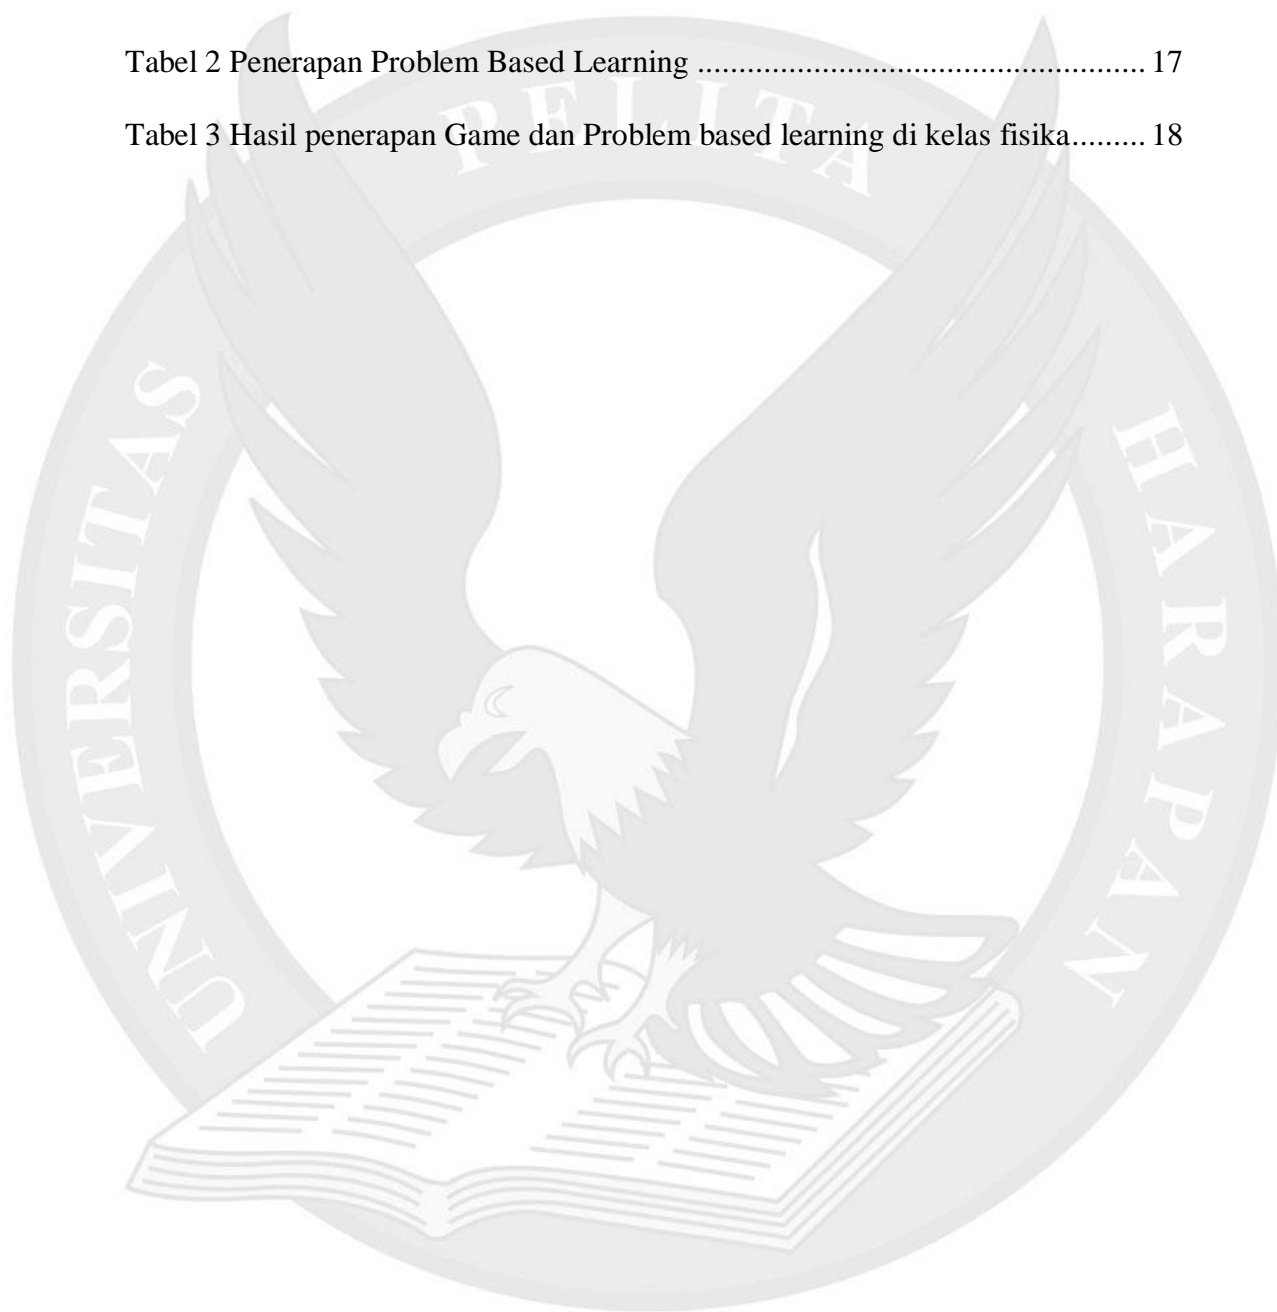 Tabel 2 Penerapan Problem Based Learning ...................................................... 17
Tabel 3 Hasil penerapan Game dan Problem based learning di kelas fisika......... 18
UNIVERSITAS PELITA HARAPAN